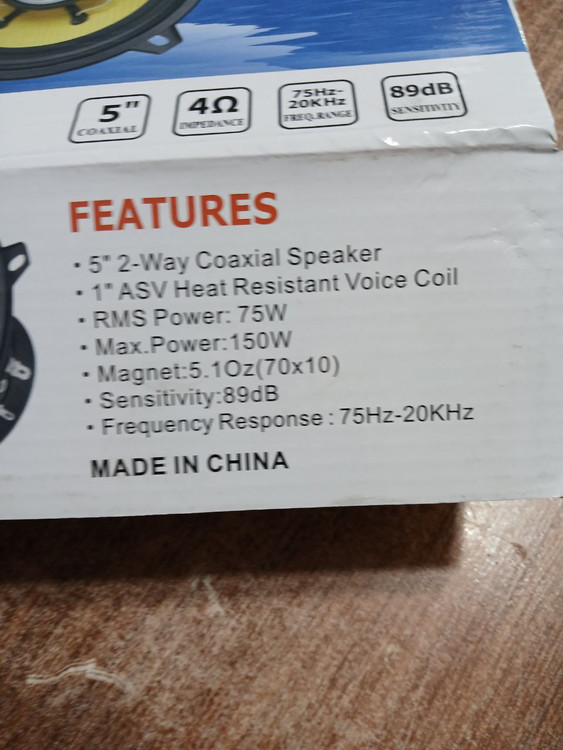 5"
COAXIAL
4Ω
IMPEDANCE
75Hz-
20KHz
FREQ.RANGE
89dB
SENSITIVITY
FEATURES
• 5" 2-Way Coaxial Speaker
• 1" ASV Heat Resistant Voice Coil
• RMS Power: 75W
• Max.Power:150W
• Magnet:5.1Oz(70x10)
• Sensitivity:89dB
• Frequency Response : 75Hz-20KHz
MADE IN CHINA